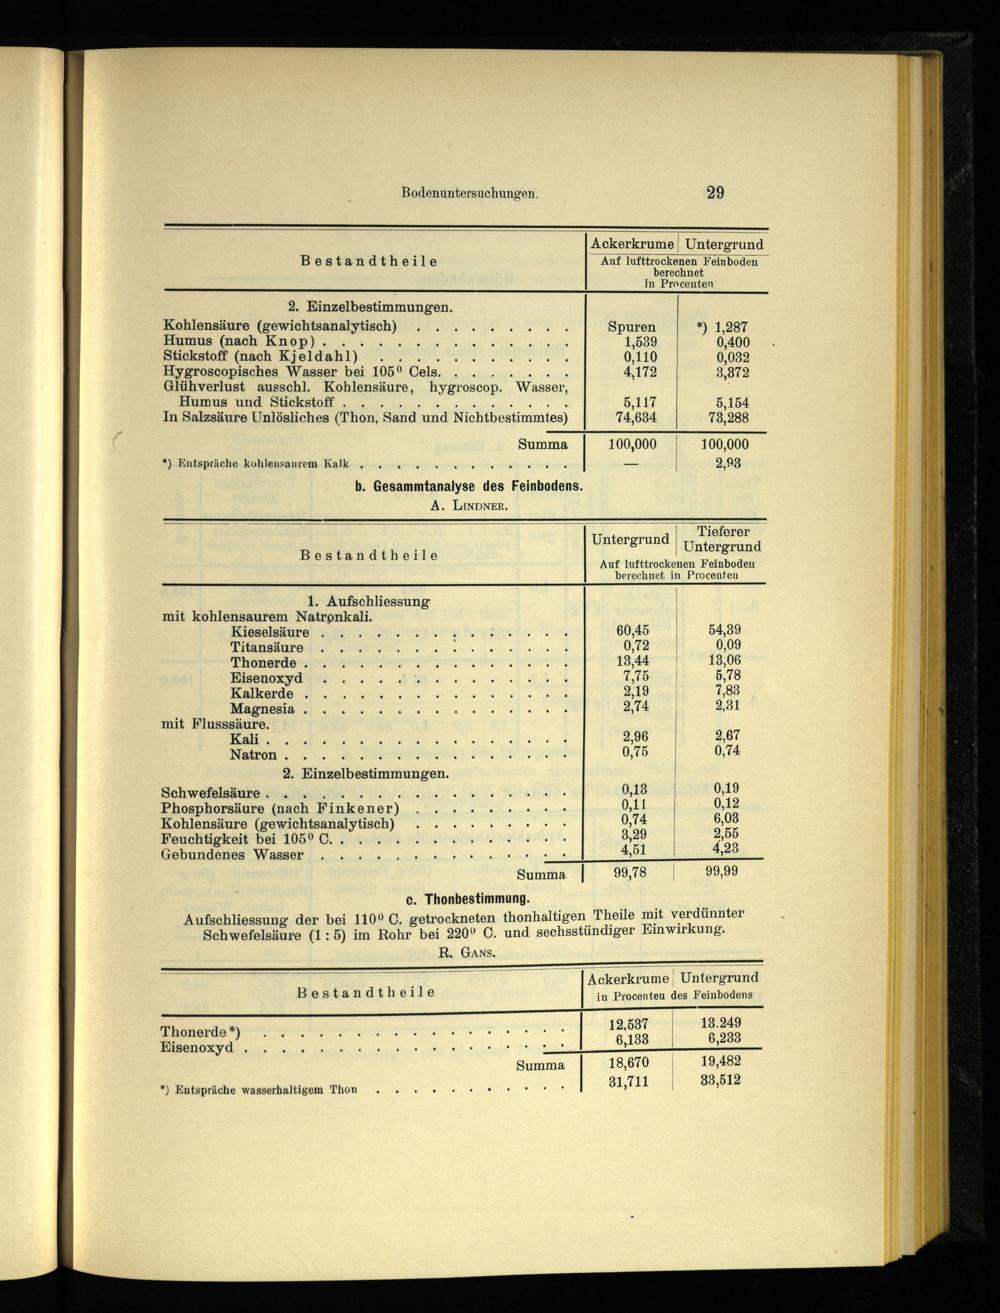 Bodenuntersuchungen. 29
Bestandtheile Ackerkrume Untergrund
Auf lufttrockenen Feinboden
berechnet
in Procenten
2. Einzelbestimmungen.
Kohlensäure (gewichtsanalytisch) . . . . . . . . . Spuren *) 1,287
Humus (nach Knop) . . . . . . . . . . . . . . 1,539 0,400
Stickstoff (nach Kjeldahl) . . . . . . . . . . . 0,110 0,032
Hygroscopisches Wasser bei 105° Cels. . . . . . . . 4,172 3,372
Glühverlust ausschl. Kohlensäure, hygroscop. Wasser,
Humus und Stickstoff . . . . . . . . . . . . . 5,117 5,154
In Salzsäure Unlösliches (Thon, Sand und Nichtbestimmtes) 74,634 73,288
Summa 100,000 100,000
*) Entspräche kohlensaurem Kalk . . . . . . . . . . . . — 2,93
b. Gesammtanalyse des Feinbodens.
A. LINDNER.
Bestandtheile Untergrund Tieferer
Untergrund
Auf lufttrockenen Feinboden
berechnet in Procenten
1. Aufschliessung
mit kohlensaurem Natronkali.
Kieselsäure . . . . . . . . . . . . . . 60,45 54,39
Titansäure . . . . . . . . . . . . . . 0,72 0,09
Thonerde . . . . . . . . . . . . . . . 13,44 13,06
Eisenoxyd . . . . . . . . . . . . . . 7,75 5,78
Kalkerde . . . . . . . . . . . . . . . 2,19 7,83
Magnesia . . . . . . . . . . . . . . . 2,74 2,31
mit Flusssäure.
Kali . . . . . . . . . . . . . . . . . 2,96 2,67
Natron . . . . . . . . . . . . . . . . 0,75 0,74
2. Einzelbestimmungen.
Schwefelsäure . . . . . . . . . . . . . . . . . 0,13 0,19
Phosphorsäure (nach Finkener) . . . . . . . . . 0,11 0,12
Kohlensäure (gewichtsanalytisch) . . . . . . . . . 0,74 6,03
Feuchtigkeit bei 105° C. . . . . . . . . . . . . . 3,29 2,55
Gebundenes Wasser . . . . . . . . . . . . . . 4,51 4,23
Summa 99,78 99,99
c. Thonbestimmung.
Aufschliessung der bei 110° C. getrockneten thonhaltigen Theile mit verdünnter
Schwefelsäure (1 : 5) im Rohr bei 220° C. und sechsstündiger Einwirkung.
R. GANS.
Bestandtheile Ackerkrume Untergrund
in Procenten des Feinbodens
Thonerde *) . . . . . . . . . . . . . . . . . 12,537 13.249
Eisenoxyd . . . . . . . . . . . . . . . . . . 6,133 6,233
Summa 18,670 19,482
*) Entspräche wasserhaltigem Thon . . . . . . . . . . . 31,711 33,512